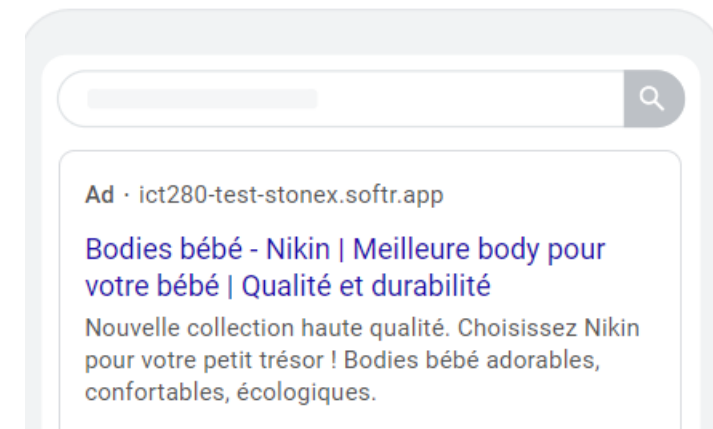 Ad · ict280-test-stonex.softr.app
Bodies bébé - Nikin | Meilleure body pour
votre bébé | Qualité et durabilité
Nouvelle collection haute qualité. Choisissez Nikin
pour votre petit trésor ! Bodies bébé adorables,
confortables, écologiques.